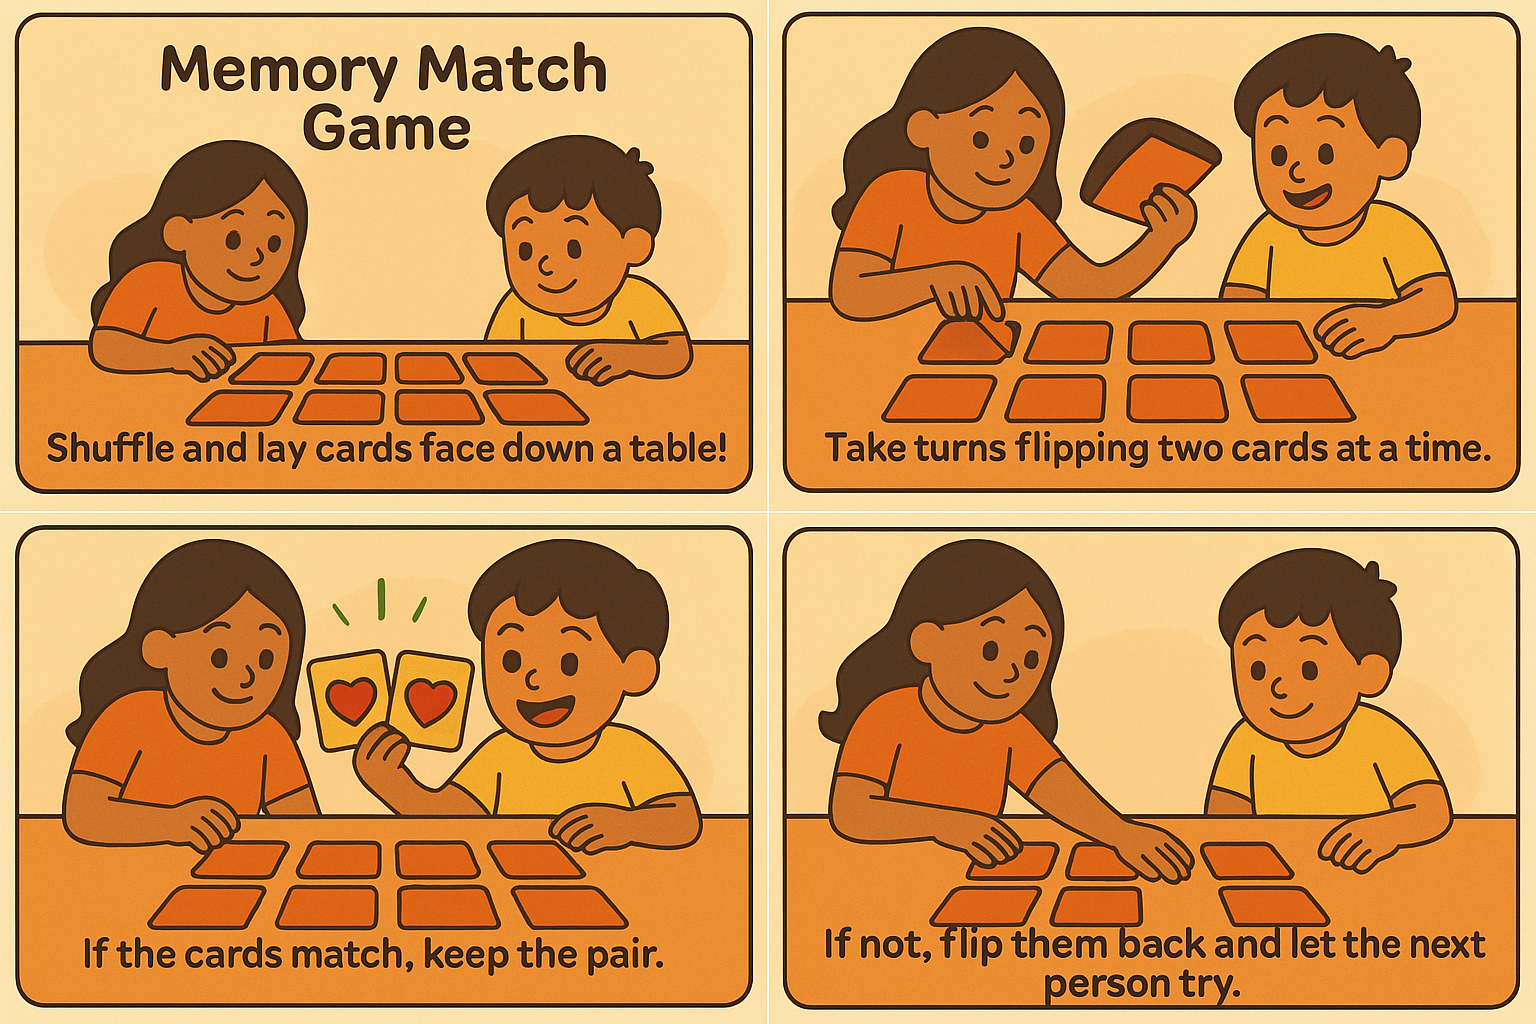 Memory Match
Game
Shuffle and lay cards face down a table!
Take turns flipping two cards at a time.
If the cards match, keep the pair.
If not, flip them back and let the next
person try.